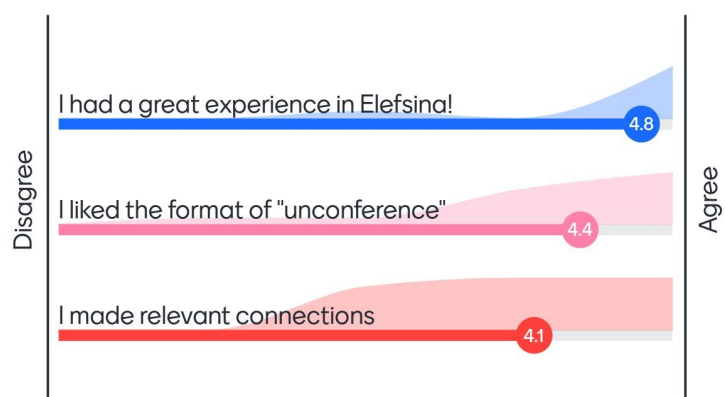 Disagree
I had a great experience in Elefsina!
4.8
I liked the format of "unconference"
4.4
I made relevant connections
4.1
Agree